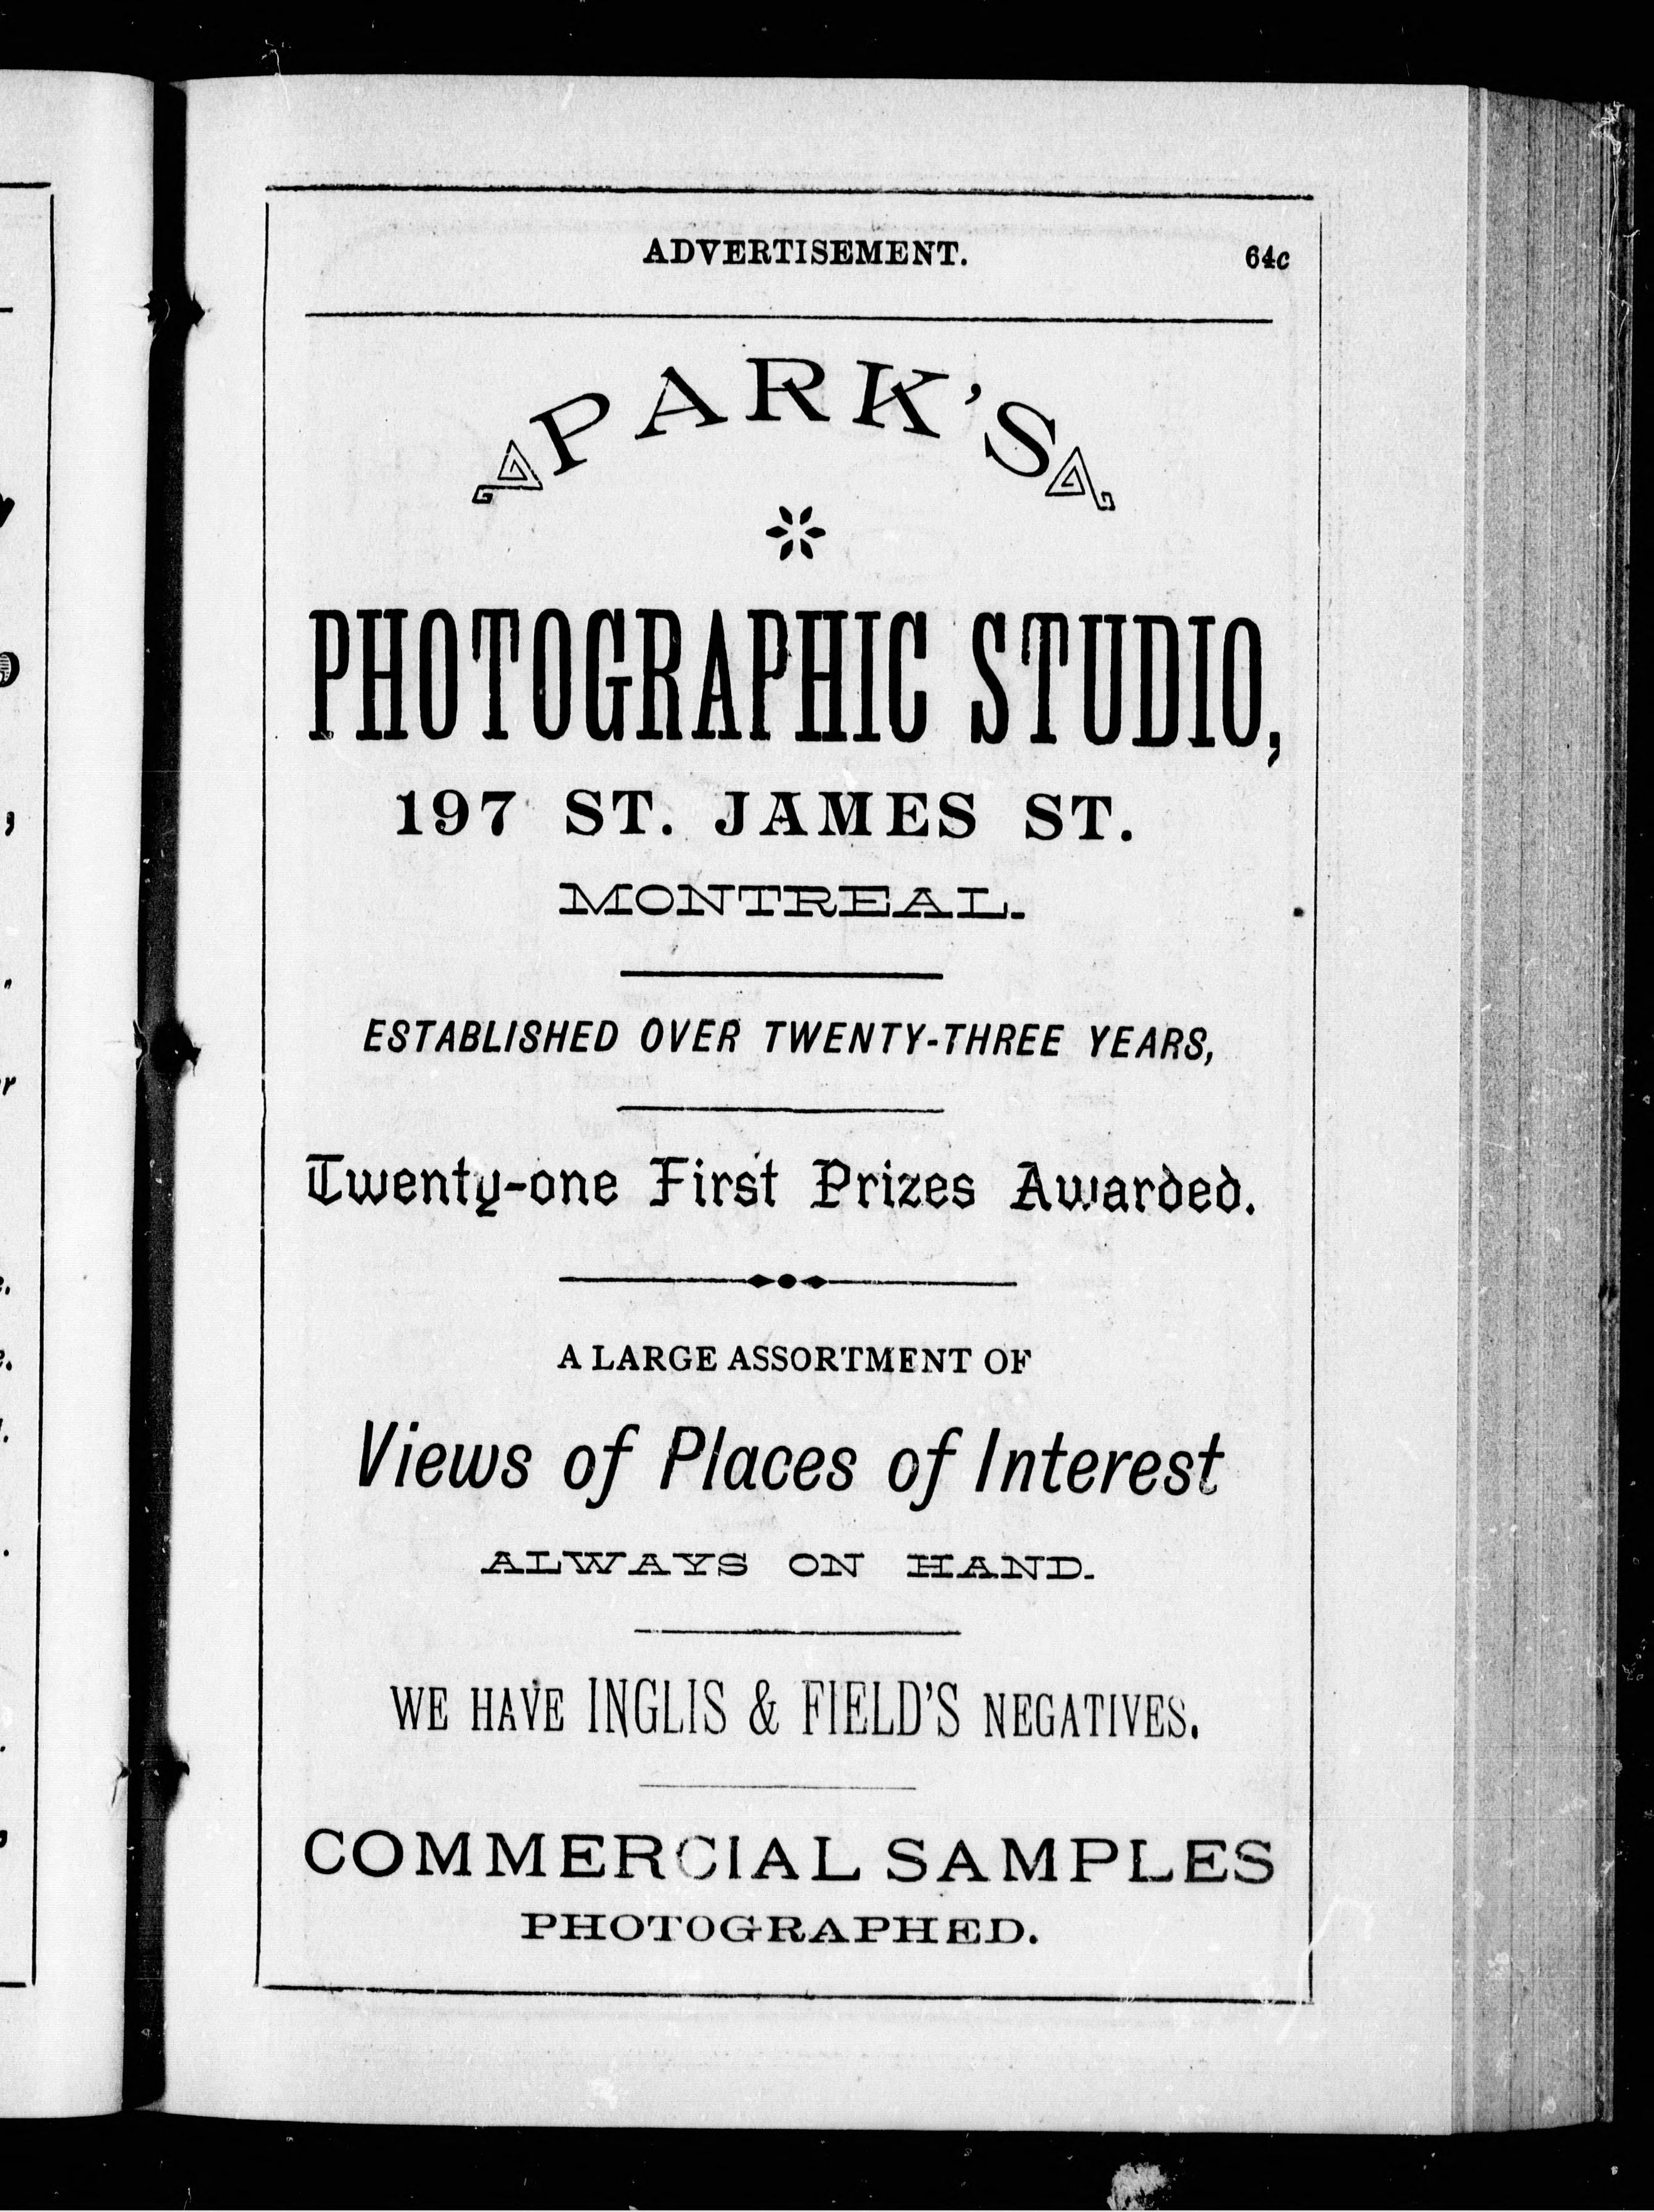 ADVERTISEMENT. 64c
PARK'S
PHOTOGRAPHIC STUDIO,
197 ST. JAMES ST.
MONTREAL.
ESTABLISHED OVER TWENTY-THREE YEARS,
Twenty-one First Prizes Awarded.
A LARGE ASSORTMENT OF
Views of Places of Interest
ALWAYS ON HAND.
WE HAVE INGLIS & FIELD'S NEGATIVES.
COMMERCIAL SAMPLES
PHOTOGRAPHED.